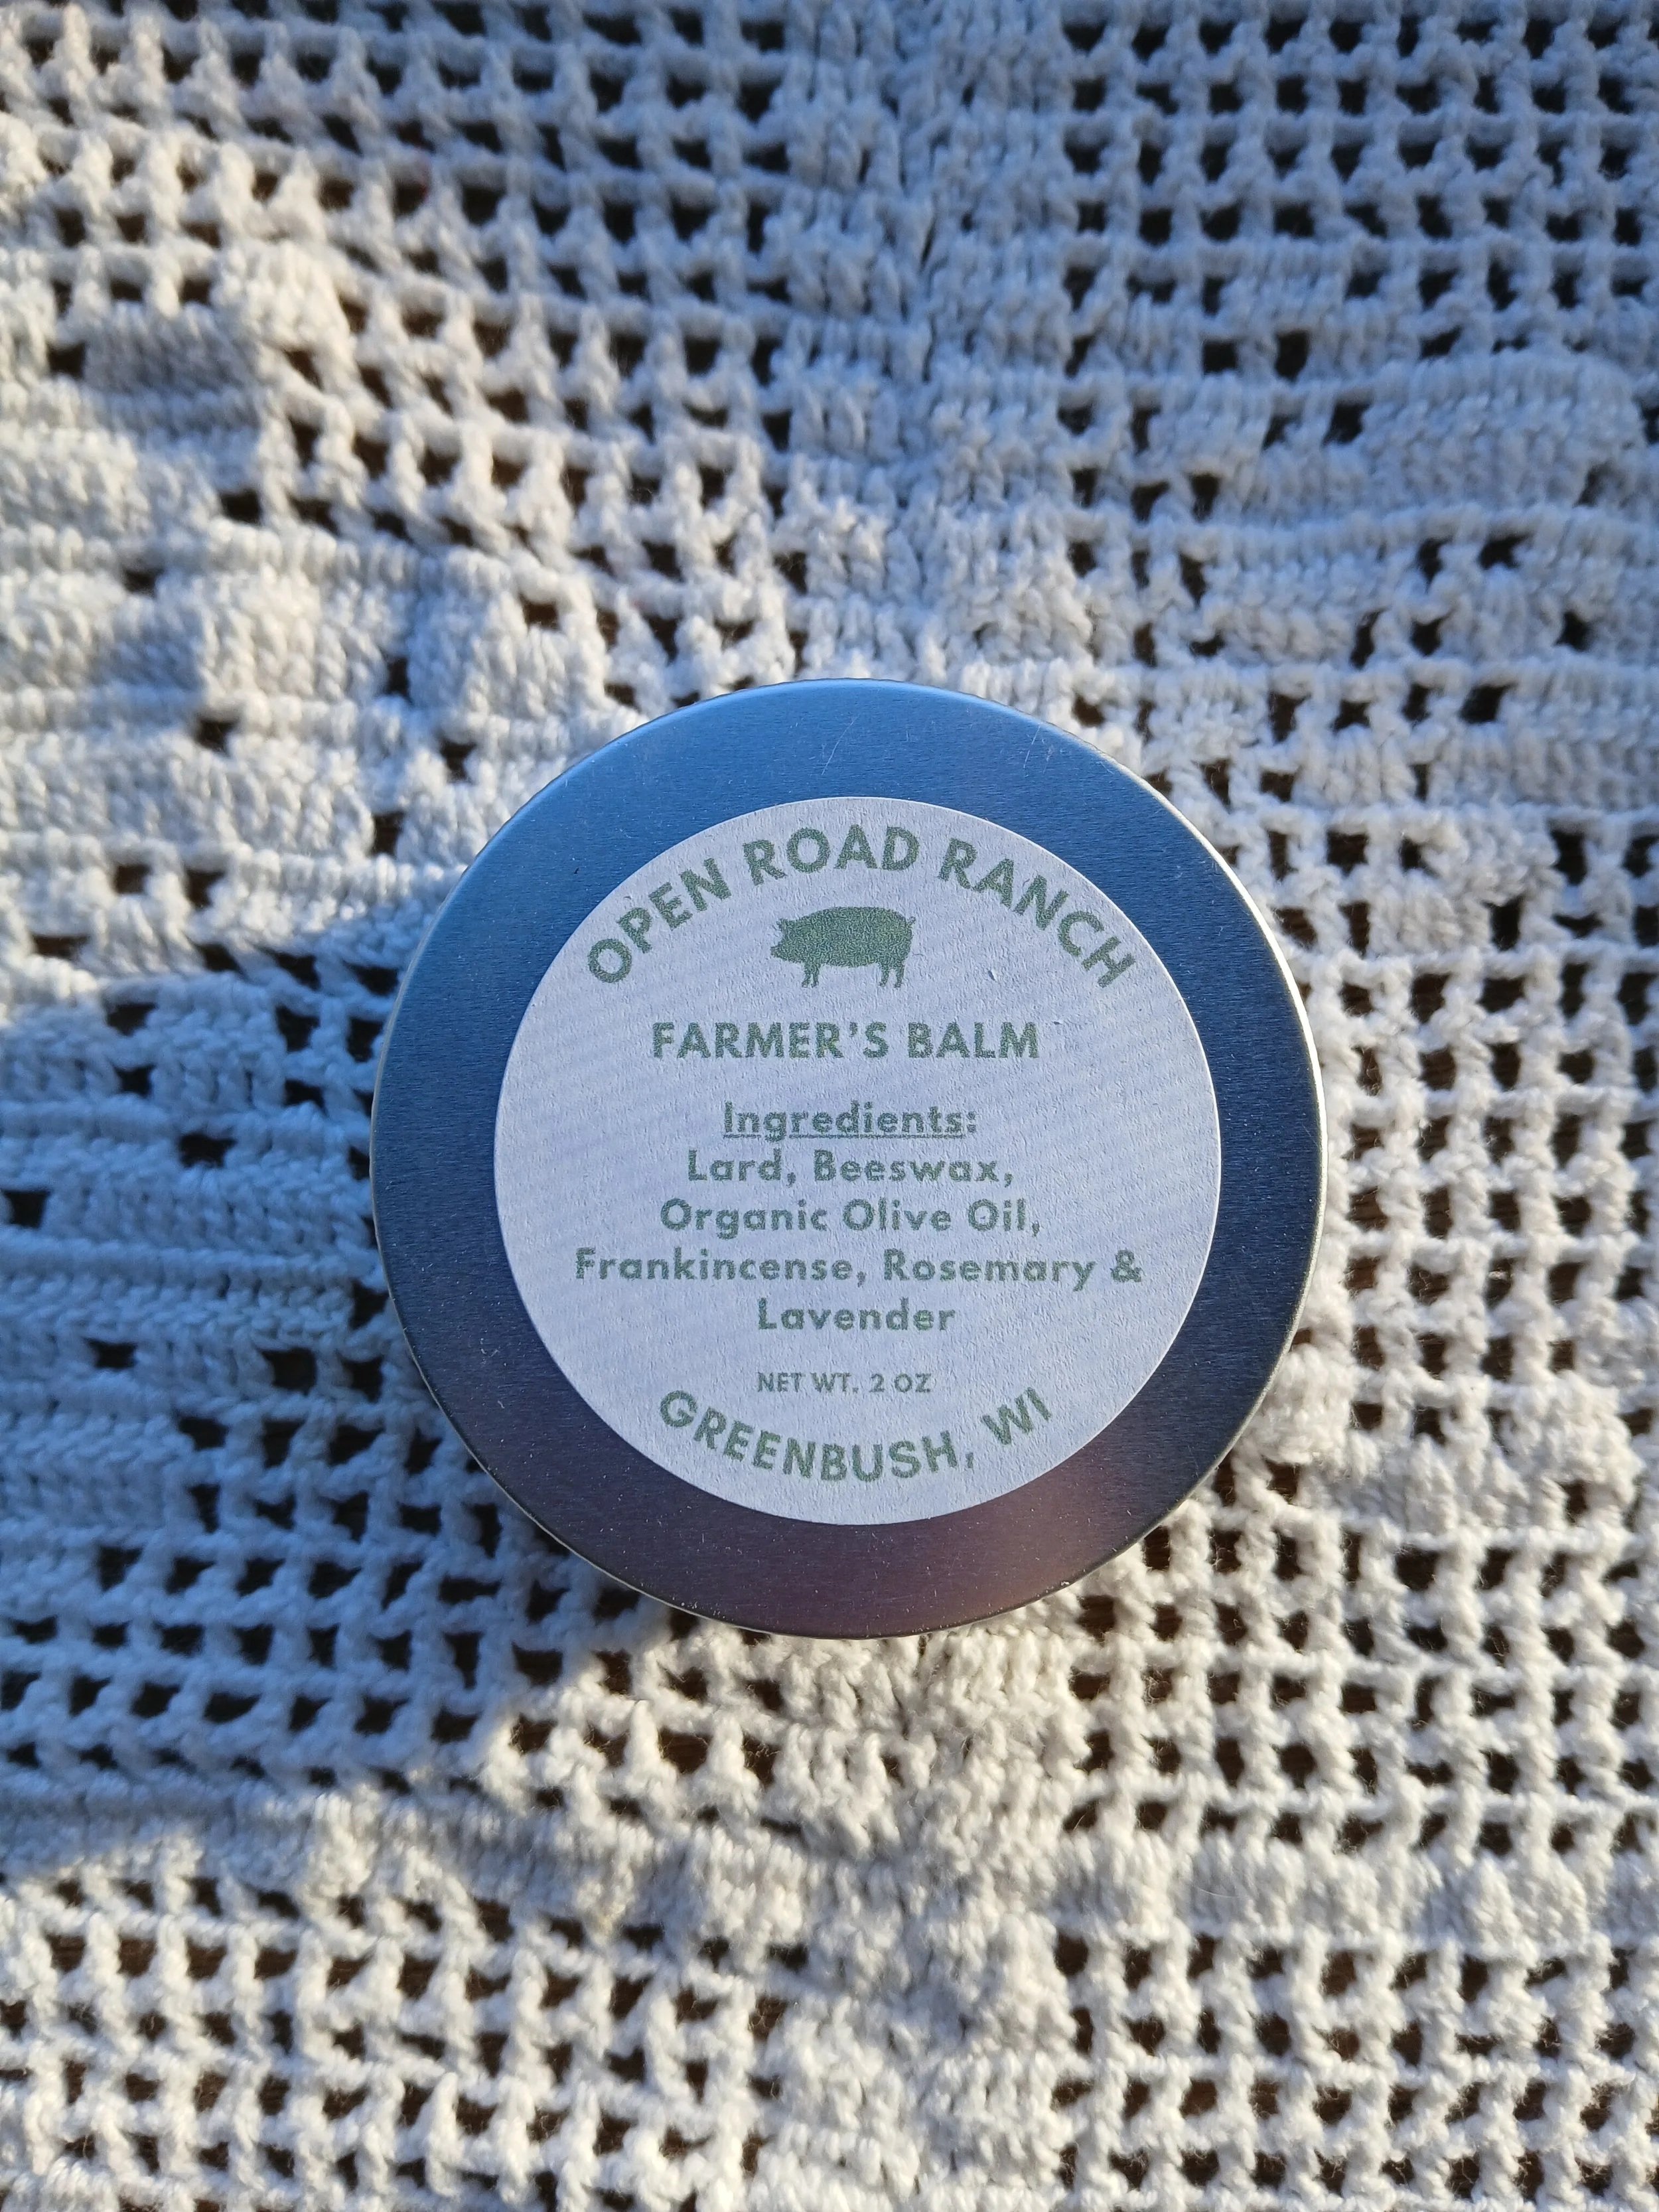 OPEN ROAD RANCH
FARMER'S BALM
Ingredients:
Lard, Beeswax,
Organic Olive Oil,
Frankincense, Rosemary &
Lavender
NET WT. 2 OZ
GREENBUSH, WI